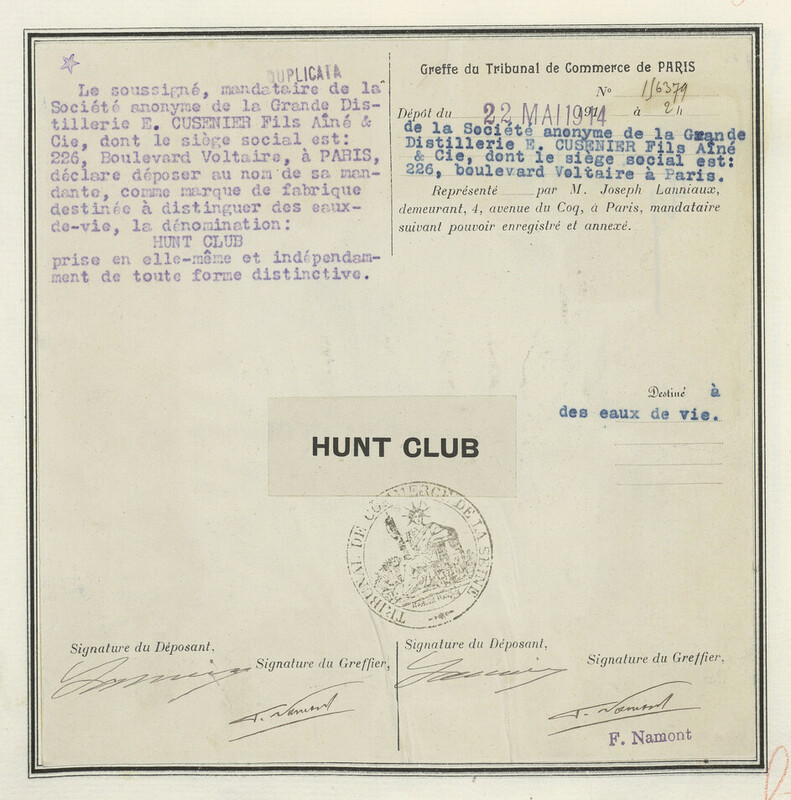 DUPLICATA
Le soussigné, mandataire de la
Société anonyme de la Grande Dis-
tillerie E. CUSENIER Fils Aîné &
Cie, dont le siège social est:
226, Boulevard Voltaire, à PARIS,
déclare déposer au nom de sa man-
dante, comme marque de fabrique
destinée à distinguer des eaux-
de-vie, la dénomination:
HUNT CLUB
prise en elle-même et indépendam-
ment de toute forme distinctive.
Greffe du Tribunal de Commerce de PARIS
N°
Dépôt du 22 MAI 1914 à 2h
de la Société anonyme de la Grande
Distillerie E. CUSENIER Fils Aîné
& Cie, dont le siège social est:
226, boulevard Voltaire à Paris.
Représenté par M. Joseph Lanniaux,
demeurant, 4, avenue du Coq, à Paris, mandataire
suivant pouvoir enregistré et annexé.
Destiné à
des eaux de vie.
HUNT CLUB
TRIBUNAL DE COMMERCE DE LA SEINE
Signature du Déposant,
Signature du Greffier,
F. Namont
Signature du Déposant,
Signature du Greffier,
F. Namont
F. Namont